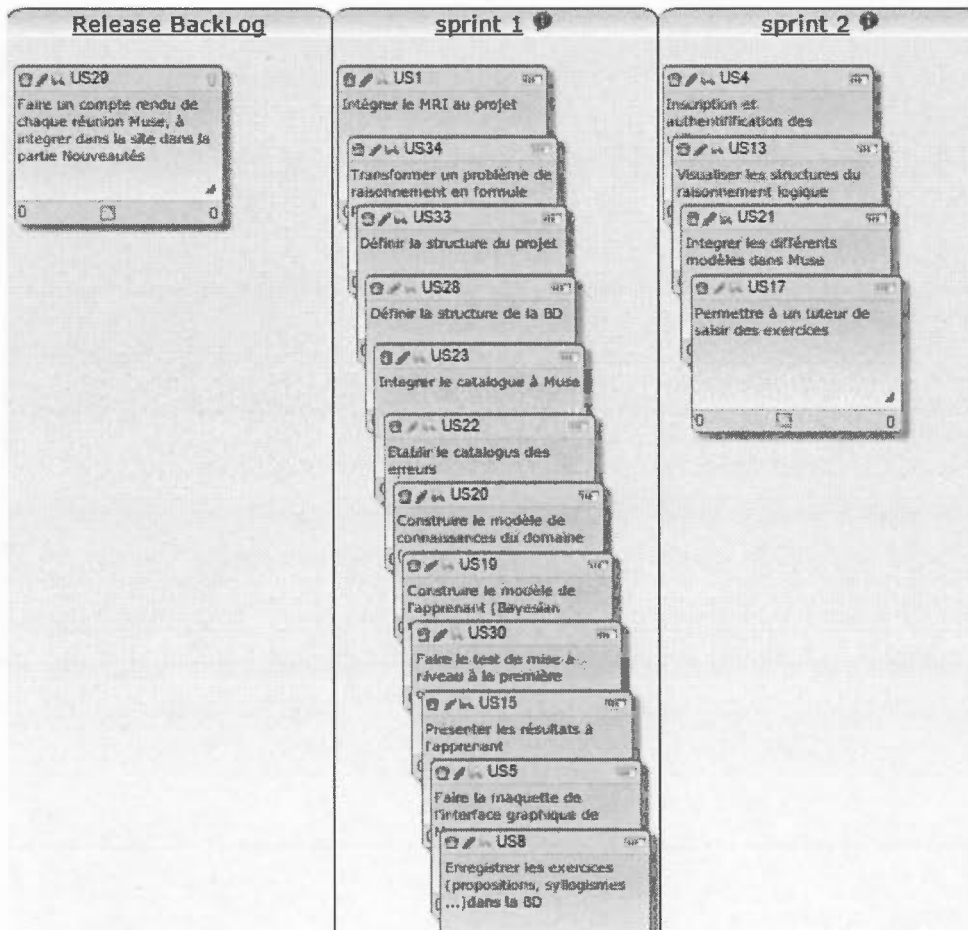 Release BackLog
US29
Faire un compte rendu de
chaque réunion Muse, à
integrer dans la site dans la
partie Nouveautés
0 0
sprint 1
US1
Intégrer le MRI au projet
US34
Transformer un problème de
raisonnement en formule
US33
Définir la structure du projet
US28
Définir la structure de la BD
US23
Integrer le catalogue à Muse
US22
Etablir le catalogus des
erreurs
US20
Construire le modèle de
connaissances du domaine
US19
Construire le modèle de
l'apprenant (Bayesian
US30
Faire le test de mise à
niveau à la première
US15
Presenter les résultats à
l'apprenant
US5
Faire la maquette de
l'interface graphique de
US8
Enregistrer les exercices
(propositions, syllogismes
...)dans la BD
sprint 2
US4
Inscription et
authentifification des
US13
Visualiser les structures du
raisonnement logique
US21
Integrer les différents
modèles dans Muse
US17
Permettre à un tuteur de
saisir des exercices
0 0